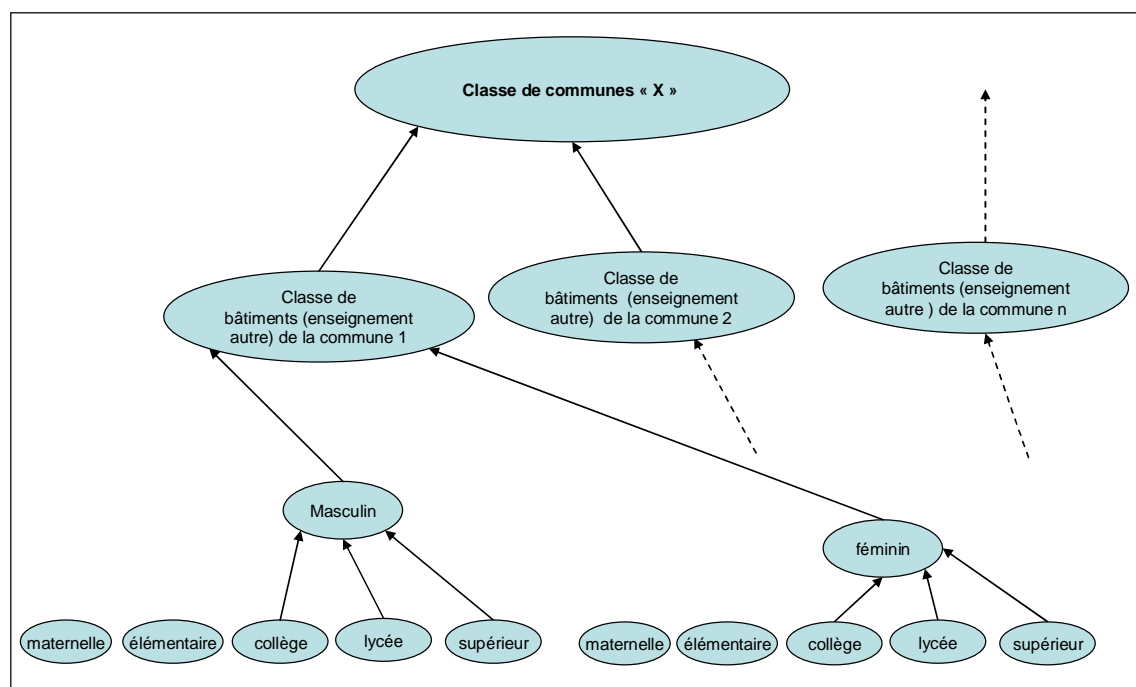 Classe de communes « X »
Classe de
bâtiments (enseignement
autre) de la commune 1
Classe de
bâtiments (enseignement
autre) de la commune 2
Classe de
bâtiments (enseignement
autre ) de la commune n
Masculin
féminin
maternelle
élémentaire
collège
lycée
supérieur
maternelle
élémentaire
collège
lycée
supérieur